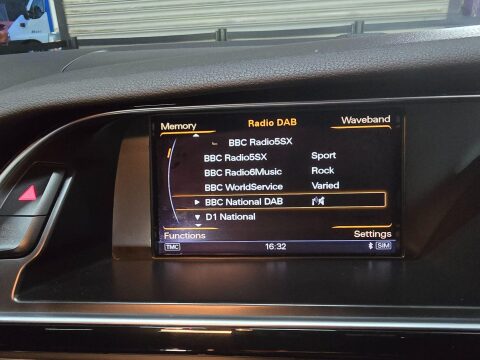 Memory Radio DAB Waveband
BBC Radio5SX
BBC Radio5SX Sport
BBC Radio6Music Rock
BBC WorldService Varied
BBC National DAB
D1 National
Functions Settings
TMC 16:32 SIM